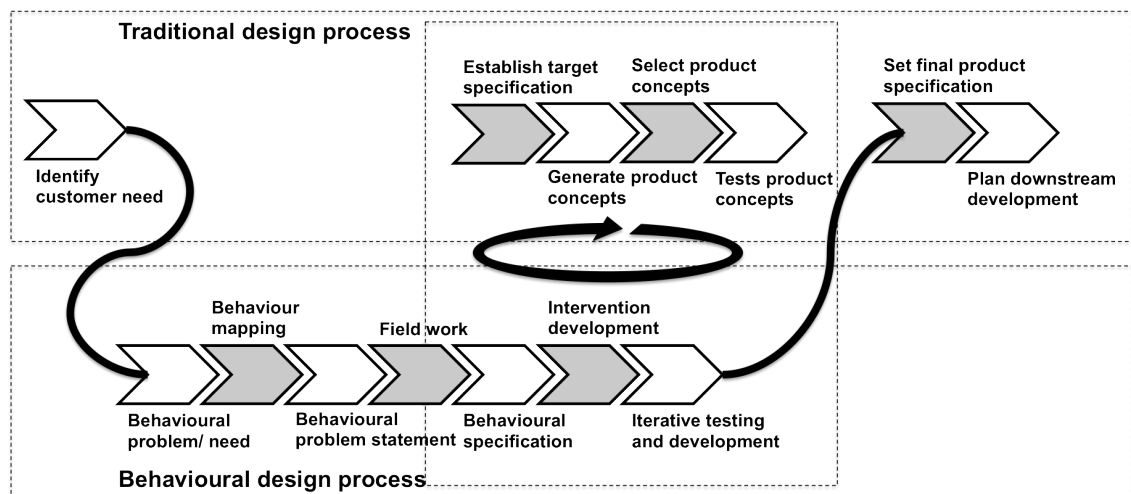 Traditional design process
Identify
customer need
Establish target
specification
Generate product
concepts
Select product
concepts
Tests product
concepts
Set final product
specification
Plan downstream
development
Behavioural
problem/ need
Behaviour
mapping
Behavioural
problem statement
Field work
Behavioural
specification
Intervention
development
Iterative testing
and development
Behavioural design process